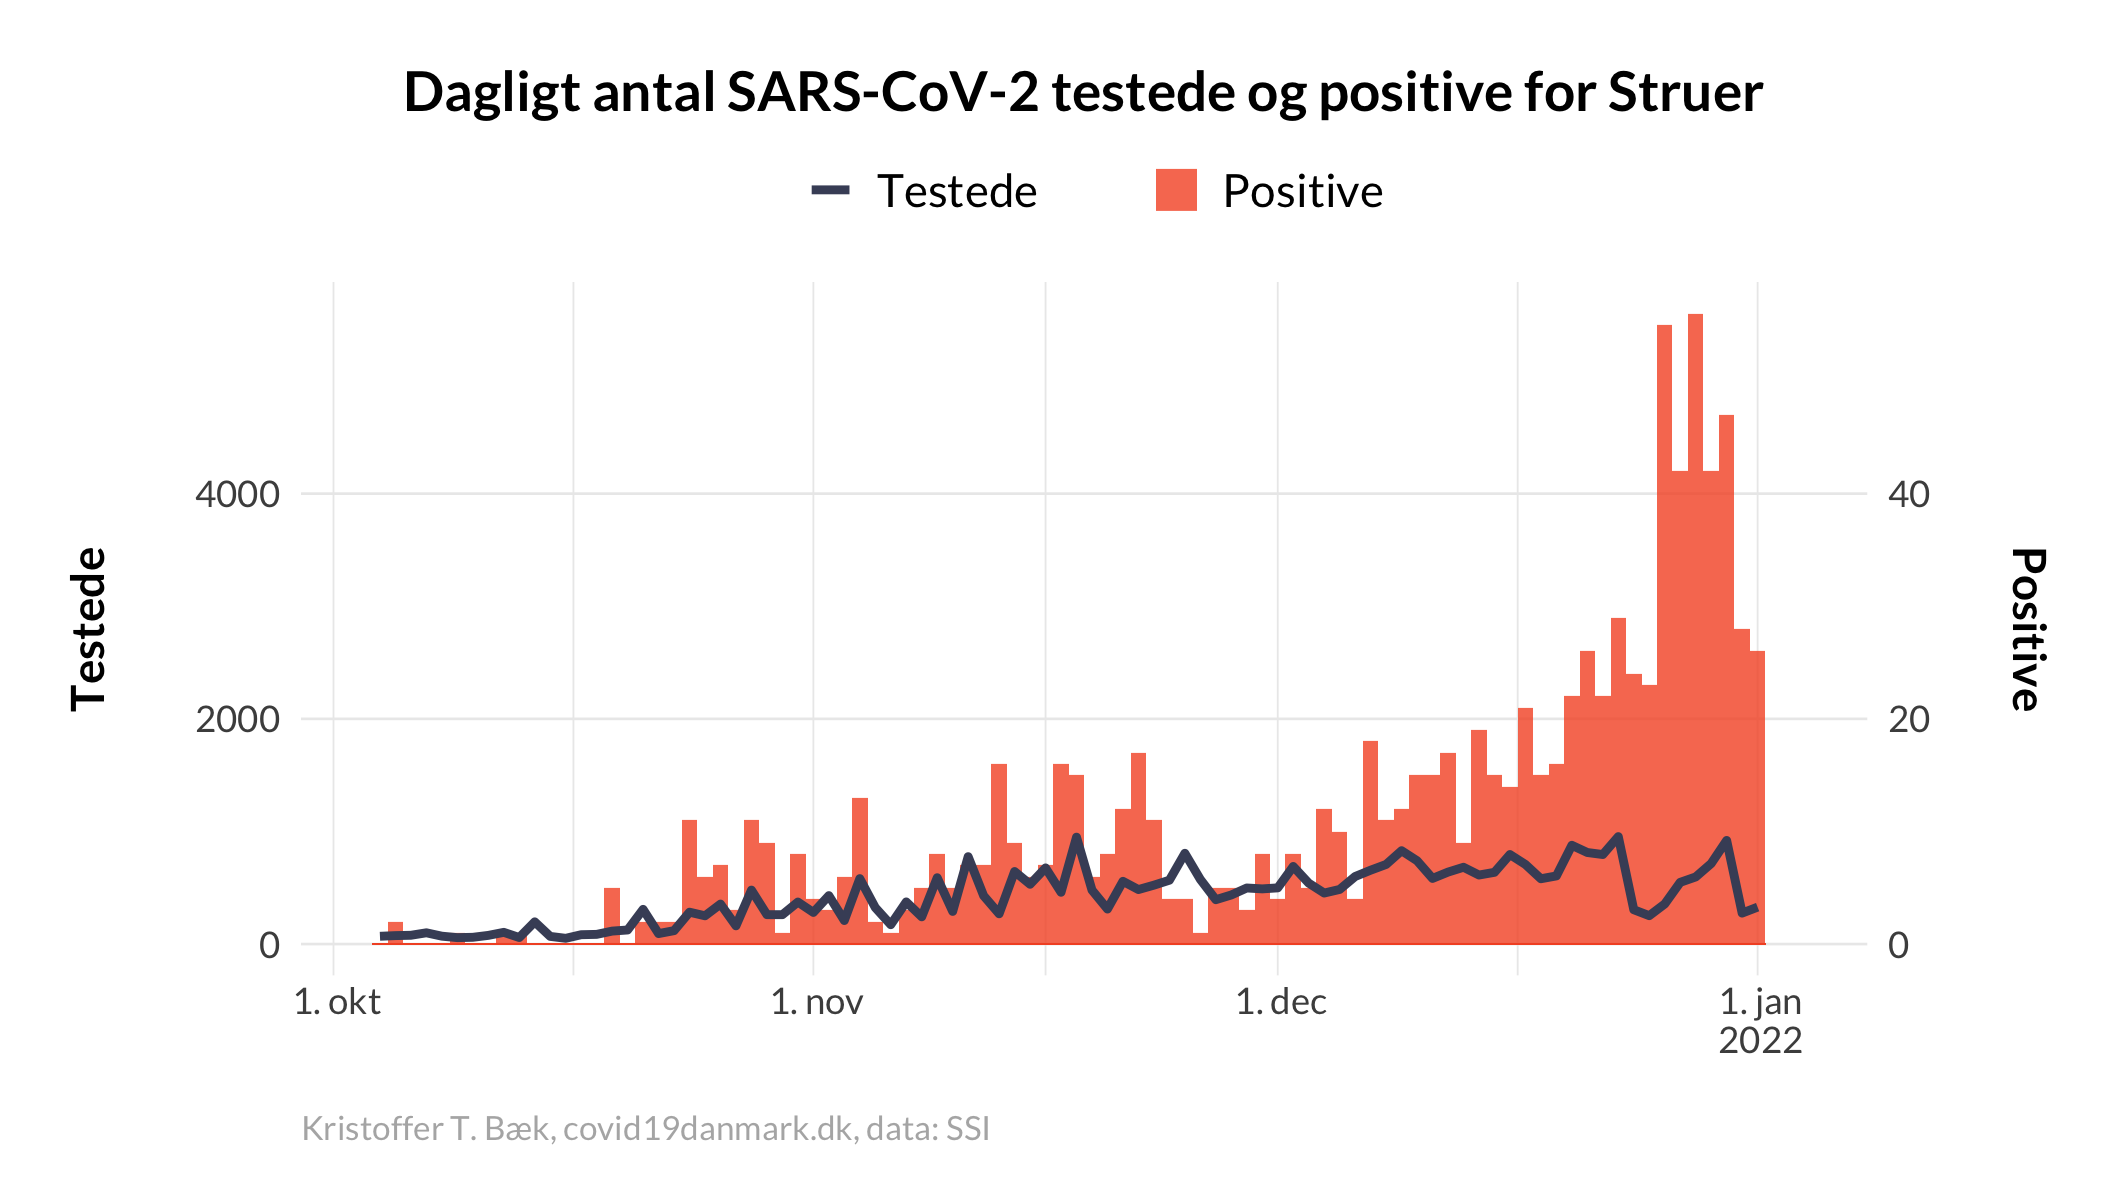 Dagligt antal SARS-CoV-2 testede og positive for Struer
Testede
Positive
4000
2000
0
Testede
40
20
0
Positive
1. okt
1. nov
1. dec
1. jan
2022
Kristoffer T. Bæk, covid19danmark.dk, data: SSI